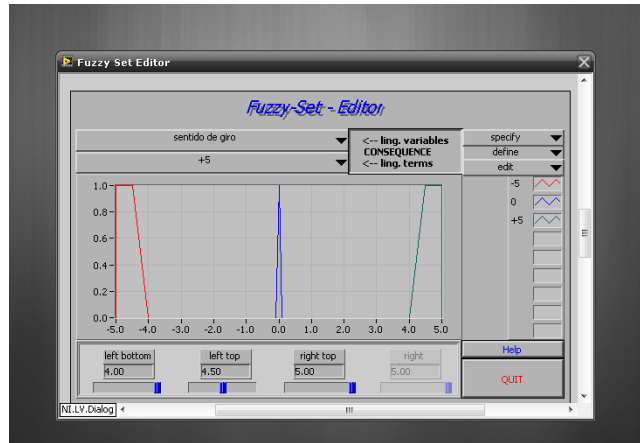 Fuzzy Set Editor
Fuzzy-Set - Editor
sentido de giro
+5
<-- ling. variables
CONSEQUENCE
<-- ling. terms
specify
define
edit
-5
0
+5
1.0
0.8
0.6
0.4
0.2
0.0
-5.0 -4.0 -3.0 -2.0 -1.0 0.0 1.0 2.0 3.0 4.0 5.0
left bottom left top right top right
4.00 4.50 5.00 5.00
Help
QUIT
NI.LV.Dialog